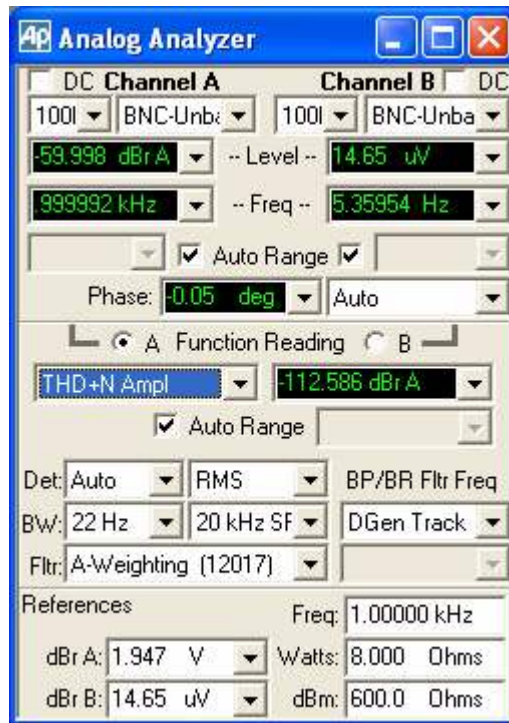 Ap Analog Analyzer
DC Channel A Channel B DC
100 BNC-Unba 100 BNC-Unba
-59.998 dBr A -- Level -- 14.65 uV
.999992 kHz -- Freq -- 5.35954 Hz
Auto Range
Phase: -0.05 deg Auto
A Function Reading B
THD+N Ampl -112.586 dBr A
Auto Range
Det: Auto RMS BP/BR Fltr Freq
BW: 22 Hz 20 kHz SF DGen Track
Fltr: A-Weighting (12017)
References Freq: 1.00000 kHz
dBr A: 1.947 V Watts: 8.000 Ohms
dBr B: 14.65 uV dBm: 600.0 Ohms